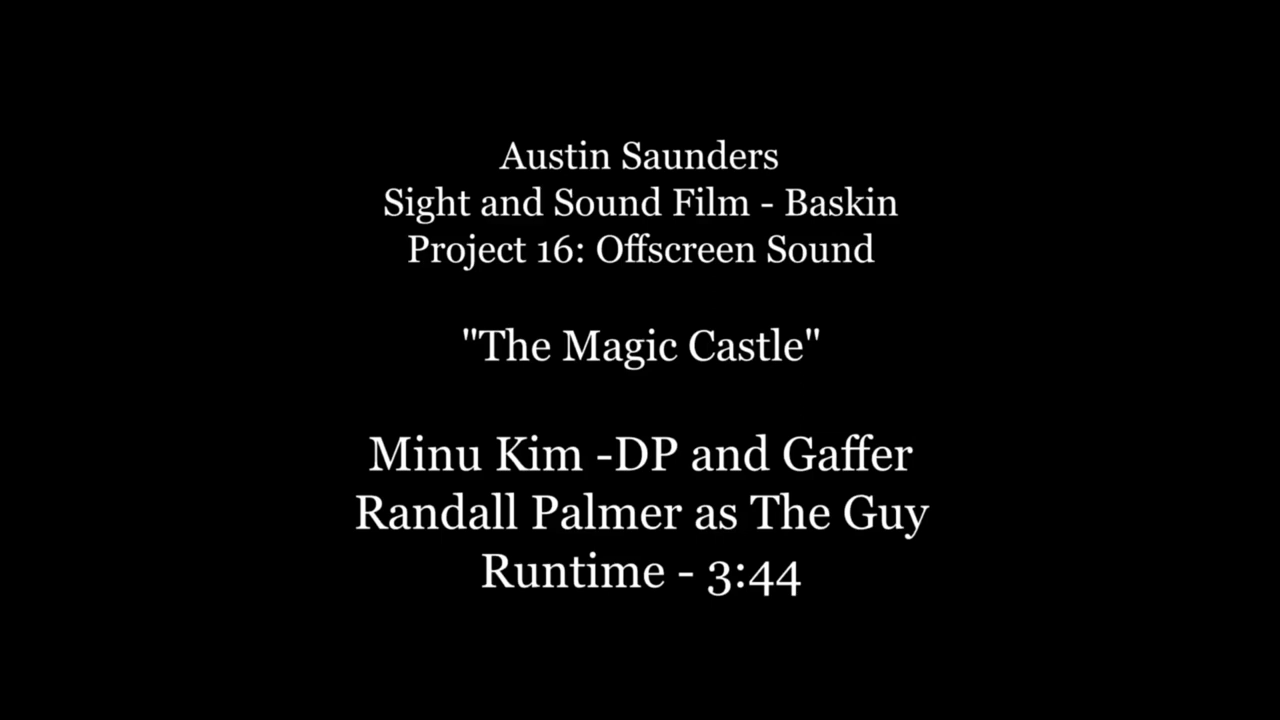 Austin Saunders
Sight and Sound Film - Baskin
Project 16: Offscreen Sound
"The Magic Castle"
Minu Kim -DP and Gaffer
Randall Palmer as The Guy
Runtime - 3:44